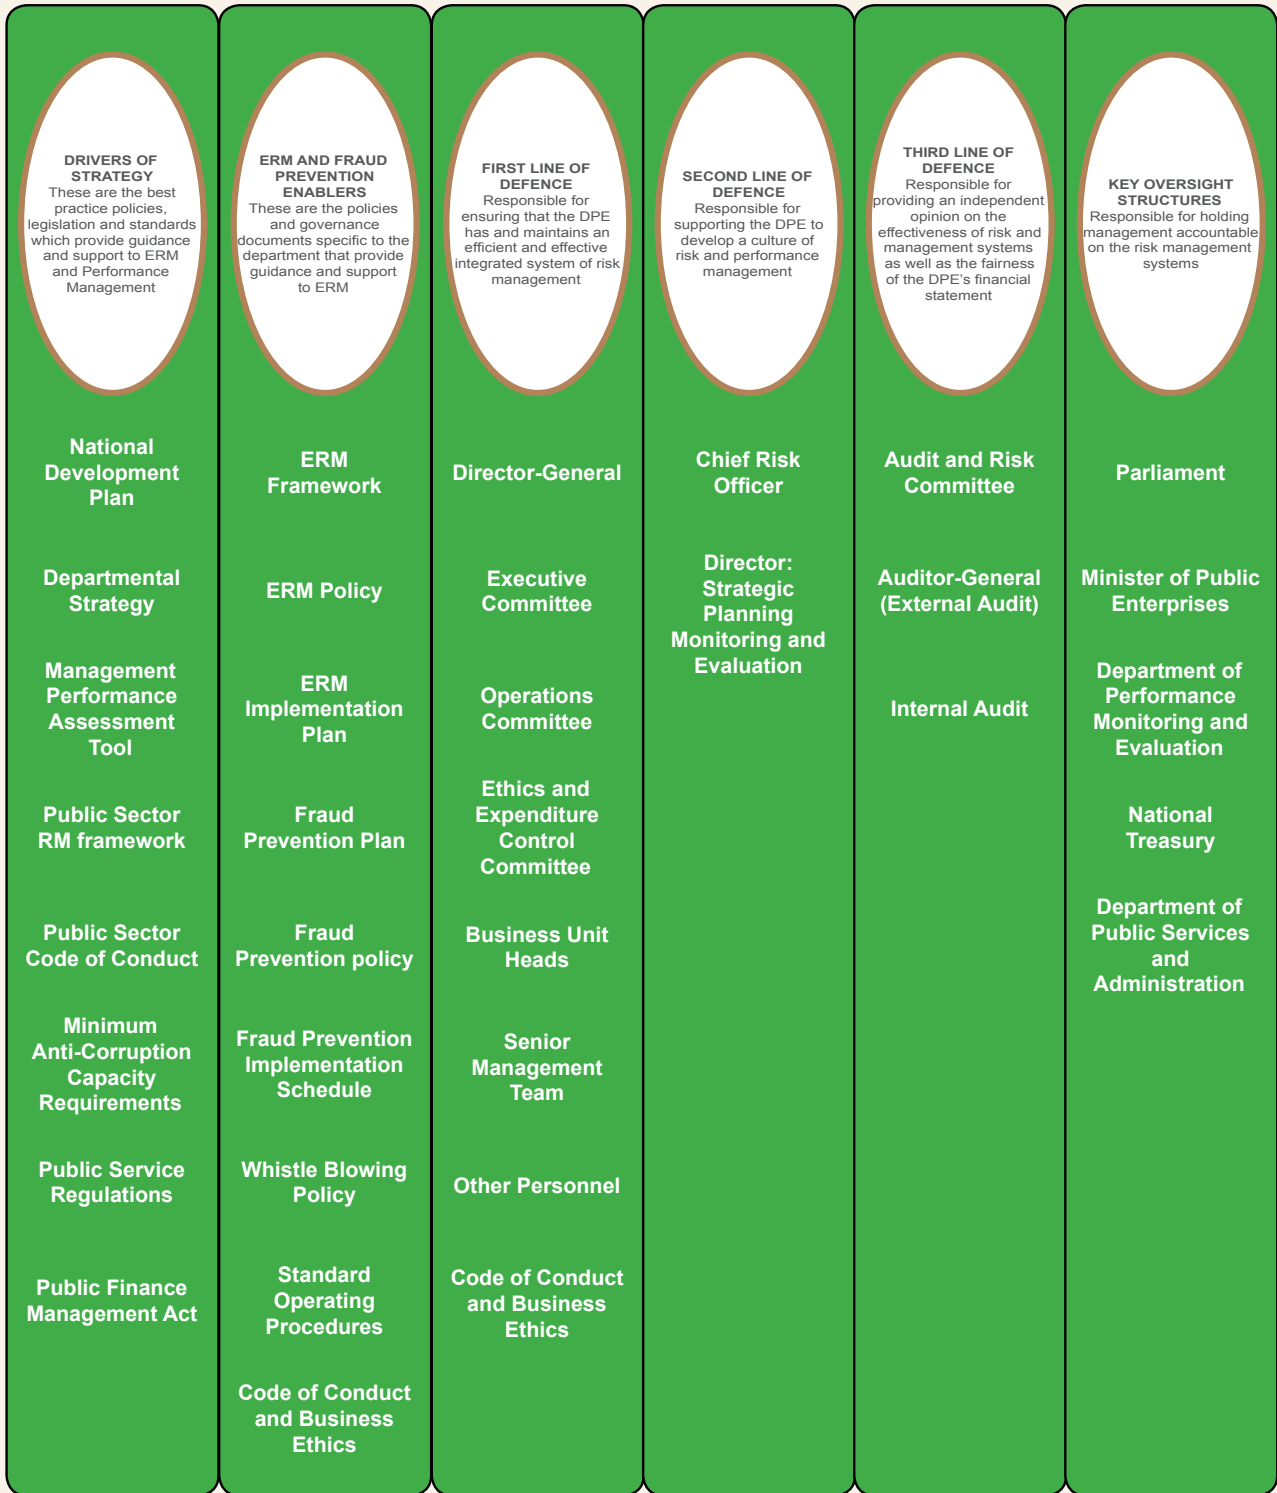 DRIVERS OF
STRATEGY
These are the best
practice policies,
legislation and standards
which provide guidance
and support to ERM
and Performance
Management
National
Development
Plan
Departmental
Strategy
Management
Performance
Assessment
Tool
Public Sector
RM framework
Public Sector
Code of Conduct
Minimum
Anti-Corruption
Capacity
Requirements
Public Service
Regulations
Public Finance
Management Act
ERM AND FRAUD
PREVENTION
ENABLERS
These are the policies
and governance
documents specific to the
department that provide
guidance and support
to ERM
ERM
Framework
ERM Policy
ERM
Implementation
Plan
Fraud
Prevention Plan
Fraud
Prevention policy
Fraud Prevention
Implementation
Schedule
Whistle Blowing
Policy
Standard
Operating
Procedures
Code of Conduct
and Business
Ethics
FIRST LINE OF
DEFENCE
Responsible for
ensuring that the DPE
has and maintains an
efficient and effective
integrated system of risk
management
Director-General
Executive
Committee
Operations
Committee
Ethics and
Expenditure
Control
Committee
Business Unit
Heads
Senior
Management
Team
Other Personnel
Code of Conduct
and Business
Ethics
SECOND LINE OF
DEFENCE
Responsible for
supporting the DPE to
develop a culture of
risk and performance
management
Chief Risk
Officer
Director:
Strategic
Planning
Monitoring and
Evaluation
THIRD LINE OF
DEFENCE
Responsible for
providing an independent
opinion on the
effectiveness of risk and
management systems
as well as the fairness
of the DPE's financial
statement
Audit and Risk
Committee
Auditor-General
(External Audit)
Internal Audit
KEY OVERSIGHT
STRUCTURES
Responsible for holding
management accountable
on the risk management
systems
Parliament
Minister of Public
Enterprises
Department of
Performance
Monitoring and
Evaluation
National
Treasury
Department of
Public Services
and
Administration